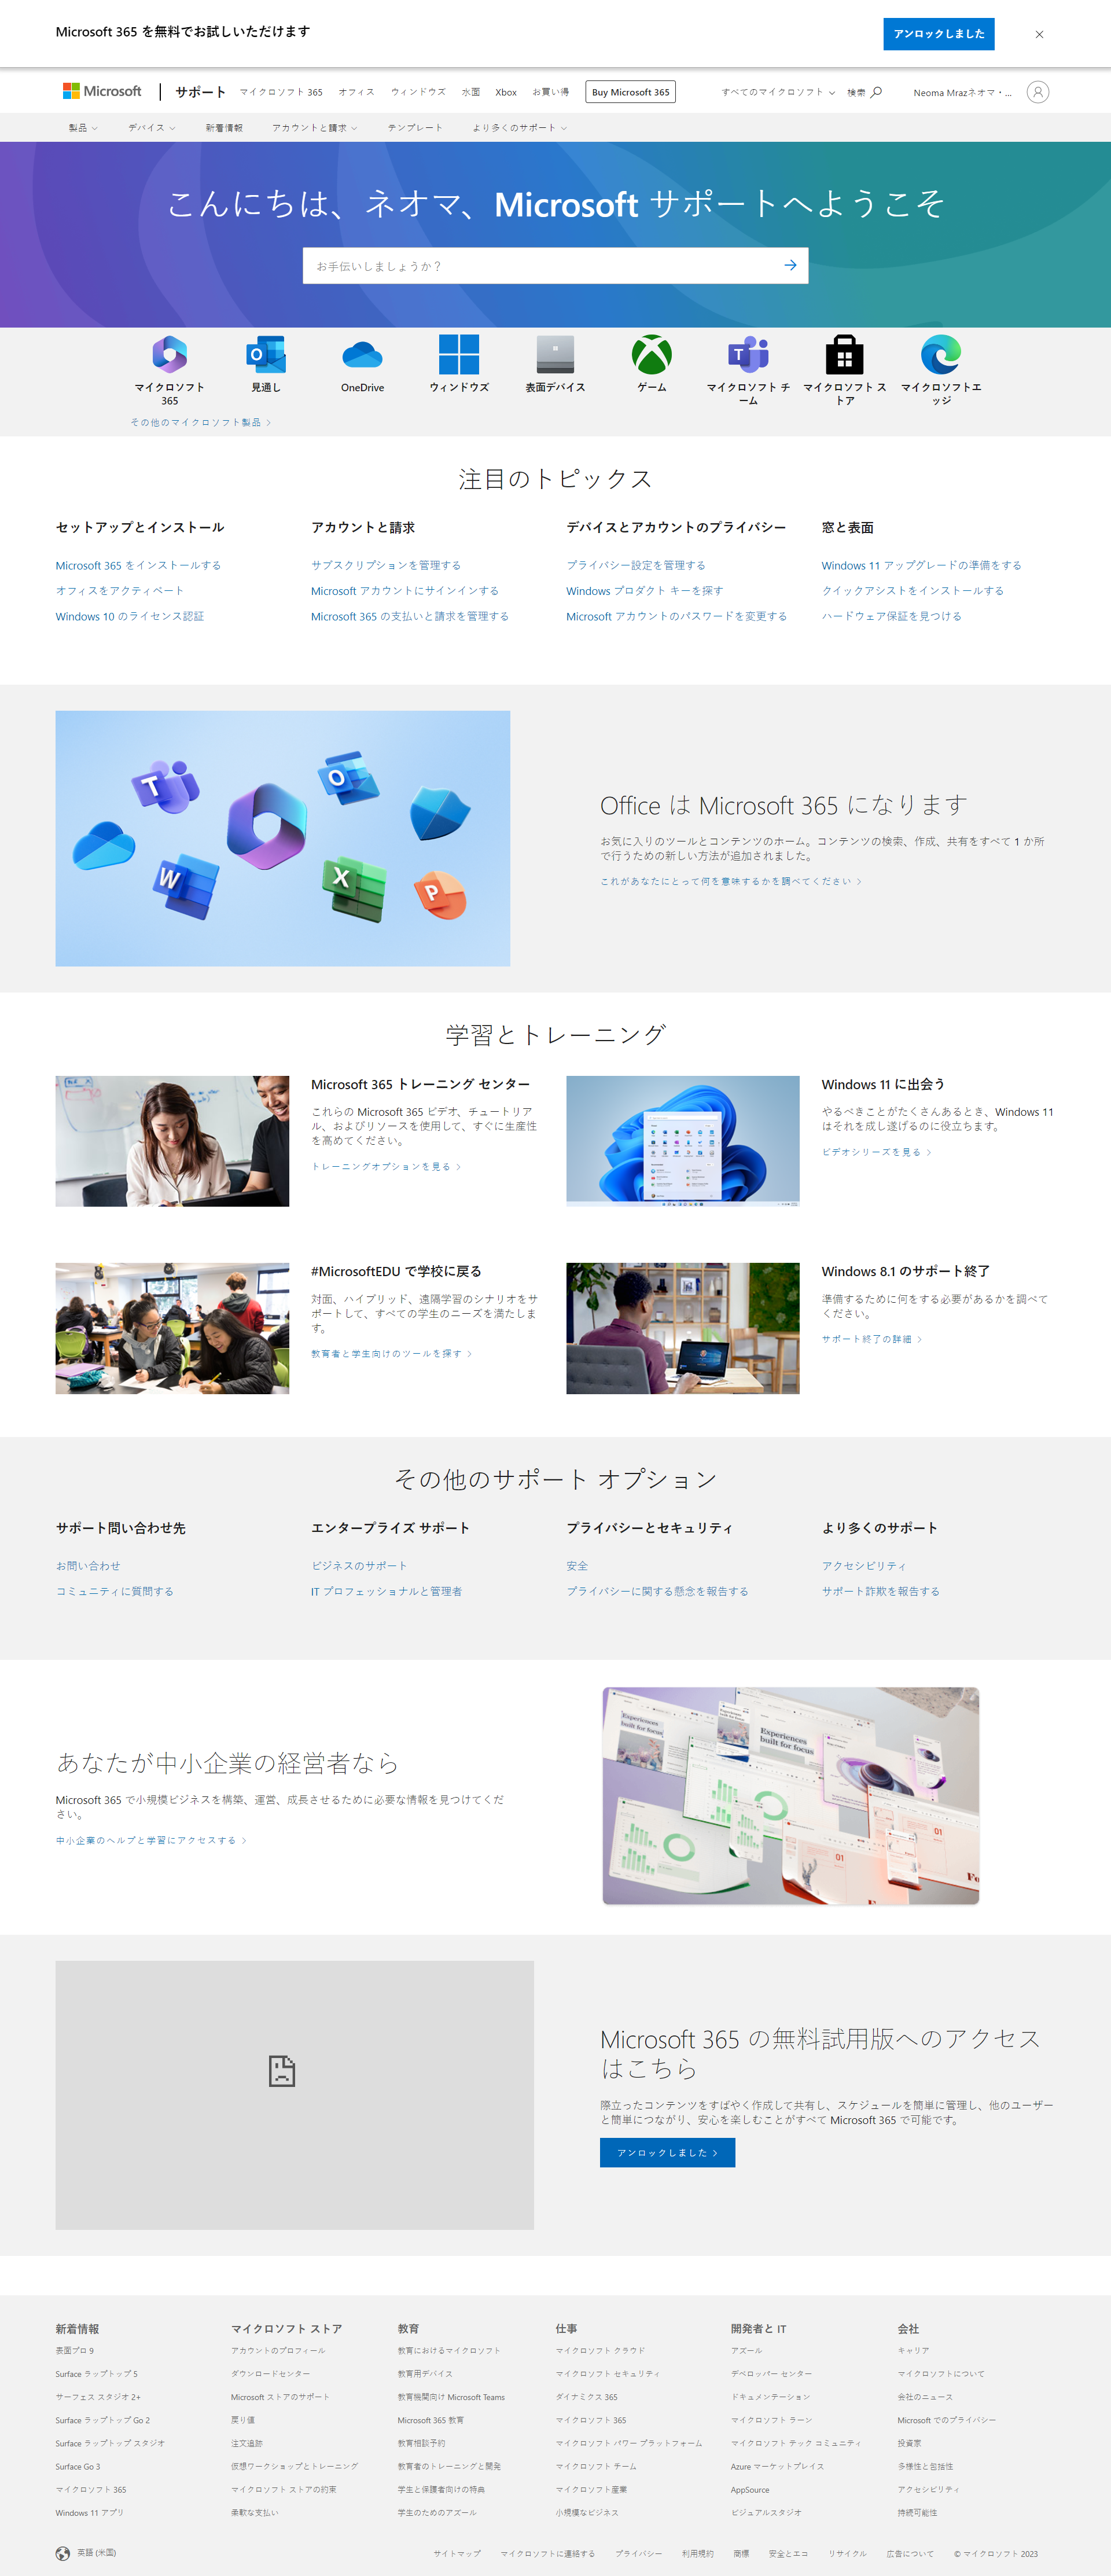 Microsoft 365 を無料でお試しいただけます
アンロックしました
Microsoft
サポート
マイクロソフト 365
オフィス
ウィンドウズ
水面
Xbox
お買い得
Buy Microsoft 365
すべてのマイクロソフト
検索
Neoma Mrazネオマ・...
製品
デバイス
新着情報
アカウントと請求
テンプレート
より多くのサポート
こんにちは、ネオマ、Microsoft サポートへようこそ
お手伝いしましょうか？
マイクロソフト
365
見通し
OneDrive
ウィンドウズ
表面デバイス
ゲーム
マイクロソフト チ
ーム
マイクロソフト ス
トア
マイクロソフトエ
ッジ
その他のマイクロソフト製品
注目のトピックス
セットアップとインストール
Microsoft 365 をインストールする
オフィスをアクティベート
Windows 10 のライセンス認証
アカウントと請求
サブスクリプションを管理する
Microsoft アカウントにサインインする
Microsoft 365 の支払いと請求を管理する
デバイスとアカウントのプライバシー
プライバシー設定を管理する
Windows プロダクト キーを探す
Microsoft アカウントのパスワードを変更する
窓と表面
Windows 11 アップグレードの準備をする
クイックアシストをインストールする
ハードウェア保証を見つける
Office は Microsoft 365 になります
お気に入りのツールとコンテンツのホーム。コンテンツの検索、作成、共有をすべて 1 か所
で行うための新しい方法が追加されました。
これがあなたにとって何を意味するかを調べてください
学習とトレーニング
Microsoft 365 トレーニング センター
これらの Microsoft 365 ビデオ、チュートリア
ル、およびリソースを使用して、すぐに生産性
を高めてください。
トレーニングオプションを見る
Windows 11 に出会う
やるべきことがたくさんあるとき、Windows 11
はそれを成し遂げるのに役立ちます。
ビデオシリーズを見る
#MicrosoftEDU で学校に戻る
対面、ハイブリッド、遠隔学習のシナリオをサ
ポートして、すべての学生のニーズを満たしま
す。
教育者と学生向けのツールを探す
Windows 8.1 のサポート終了
準備するために何をする必要があるかを調べて
ください。
サポート終了の詳細
その他のサポート オプション
サポート問い合わせ先
お問い合わせ
コミュニティに質問する
エンタープライズ サポート
ビジネスのサポート
IT プロフェッショナルと管理者
プライバシーとセキュリティ
安全
プライバシーに関する懸念を報告する
より多くのサポート
アクセシビリティ
サポート詐欺を報告する
あなたが中小企業の経営者なら
Microsoft 365 で小規模ビジネスを構築、運営、成長させるために必要な情報を見つけてくだ
さい。
中小企業のヘルプと学習にアクセスする
Experiences
built for focus
Experiences
built for focus
01
01
Microsoft 365 の無料試用版へのアクセス
はこちら
際立ったコンテンツをすばやく作成して共有し、スケジュールを簡単に管理し、他のユーザー
と簡単につながり、安心を楽しむことがすべて Microsoft 365 で可能です。
アンロックしました
新着情報
表面プロ 9
Surface ラップトップ 5
サーフェス スタジオ 2+
Surface ラップトップ Go 2
Surface ラップトップ スタジオ
Surface Go 3
マイクロソフト 365
Windows 11 アプリ
マイクロソフト ストア
アカウントのプロフィール
ダウンロードセンター
Microsoft ストアのサポート
戻り値
注文追跡
仮想ワークショップとトレーニング
マイクロソフト ストアの約束
柔軟な支払い
教育
教育におけるマイクロソフト
教育用デバイス
教育機関向け Microsoft Teams
Microsoft 365 教育
教育相談予約
教育者のトレーニングと開発
学生と保護者向けの特典
学生のためのアズール
仕事
マイクロソフト クラウド
マイクロソフト セキュリティ
ダイナミクス 365
マイクロソフト 365
マイクロソフト パワー プラットフォーム
マイクロソフト チーム
マイクロソフト産業
小規模なビジネス
開発者と IT
アズール
デベロッパー センター
ドキュメンテーション
マイクロソフト ラーン
マイクロソフト テック コミュニティ
Azure マーケットプレイス
AppSource
ビジュアルスタジオ
会社
キャリア
マイクロソフトについて
会社のニュース
Microsoft でのプライバシー
投資家
多様性と包括性
アクセシビリティ
持続可能性
英語 (米国)
サイトマップ
マイクロソフトに連絡する
プライバシー
利用規約
商標
安全とエコ
リサイクル
広告について
© マイクロソフト 2023